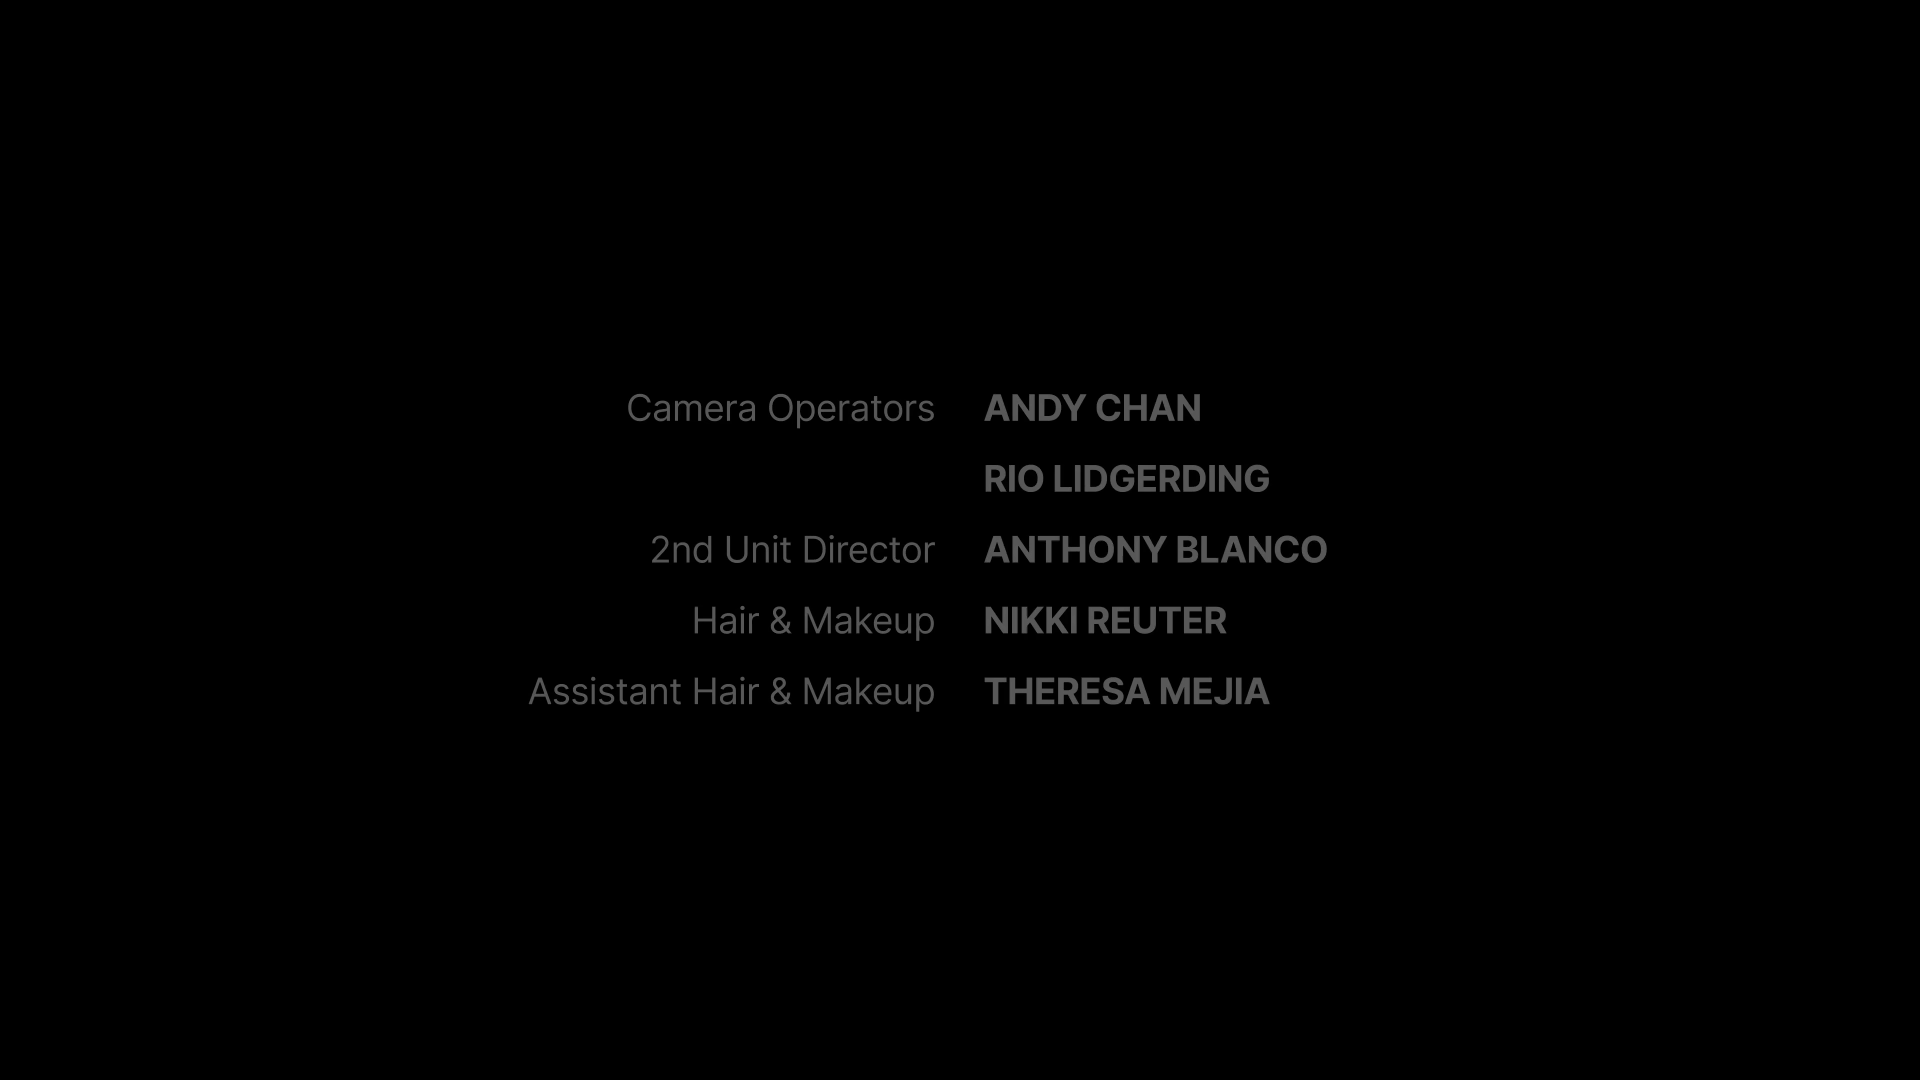 Camera Operators ANDY CHAN
RIO LIDGERDING
2nd Unit Director ANTHONY BLANCO
Hair & Makeup NIKKI REUTER
Assistant Hair & Makeup THERESA MEJIA